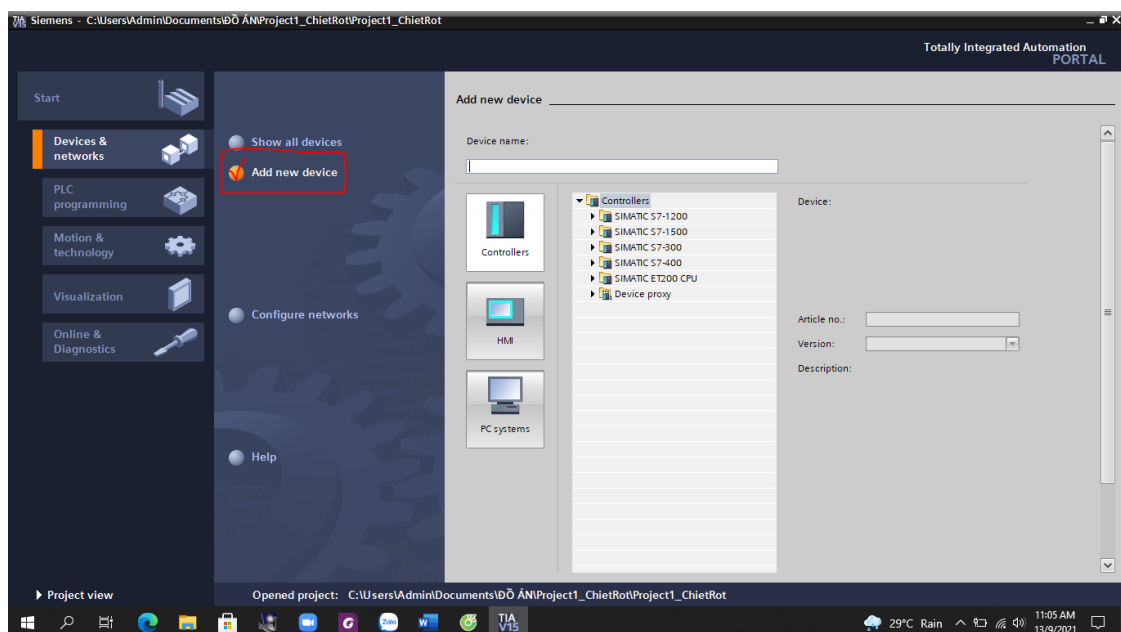 TIA V15 Siemens - C:\Users\Admin\Documents\ĐỒ ÁN\Project1_ChietRot\Project1_ChietRot
Totally Integrated Automation
PORTAL
Start
Devices &
networks
PLC
programming
Motion &
technology
Visualization
Online &
Diagnostics
Show all devices
Add new device
Configure networks
Help
Add new device
Device name:
Controllers
HMI
PC systems
Controllers
SIMATIC S7-1200
SIMATIC S7-1500
SIMATIC S7-300
SIMATIC S7-400
SIMATIC ET200 CPU
Device proxy
Device:
Article no.:
Version:
Description:
Project view
Opened project: C:\Users\Admin\Documents\ĐỒ ÁN\Project1_ChietRot\Project1_ChietRot
Zalo
TIA
V15
29°C Rain
11:05 AM
13/9/2021